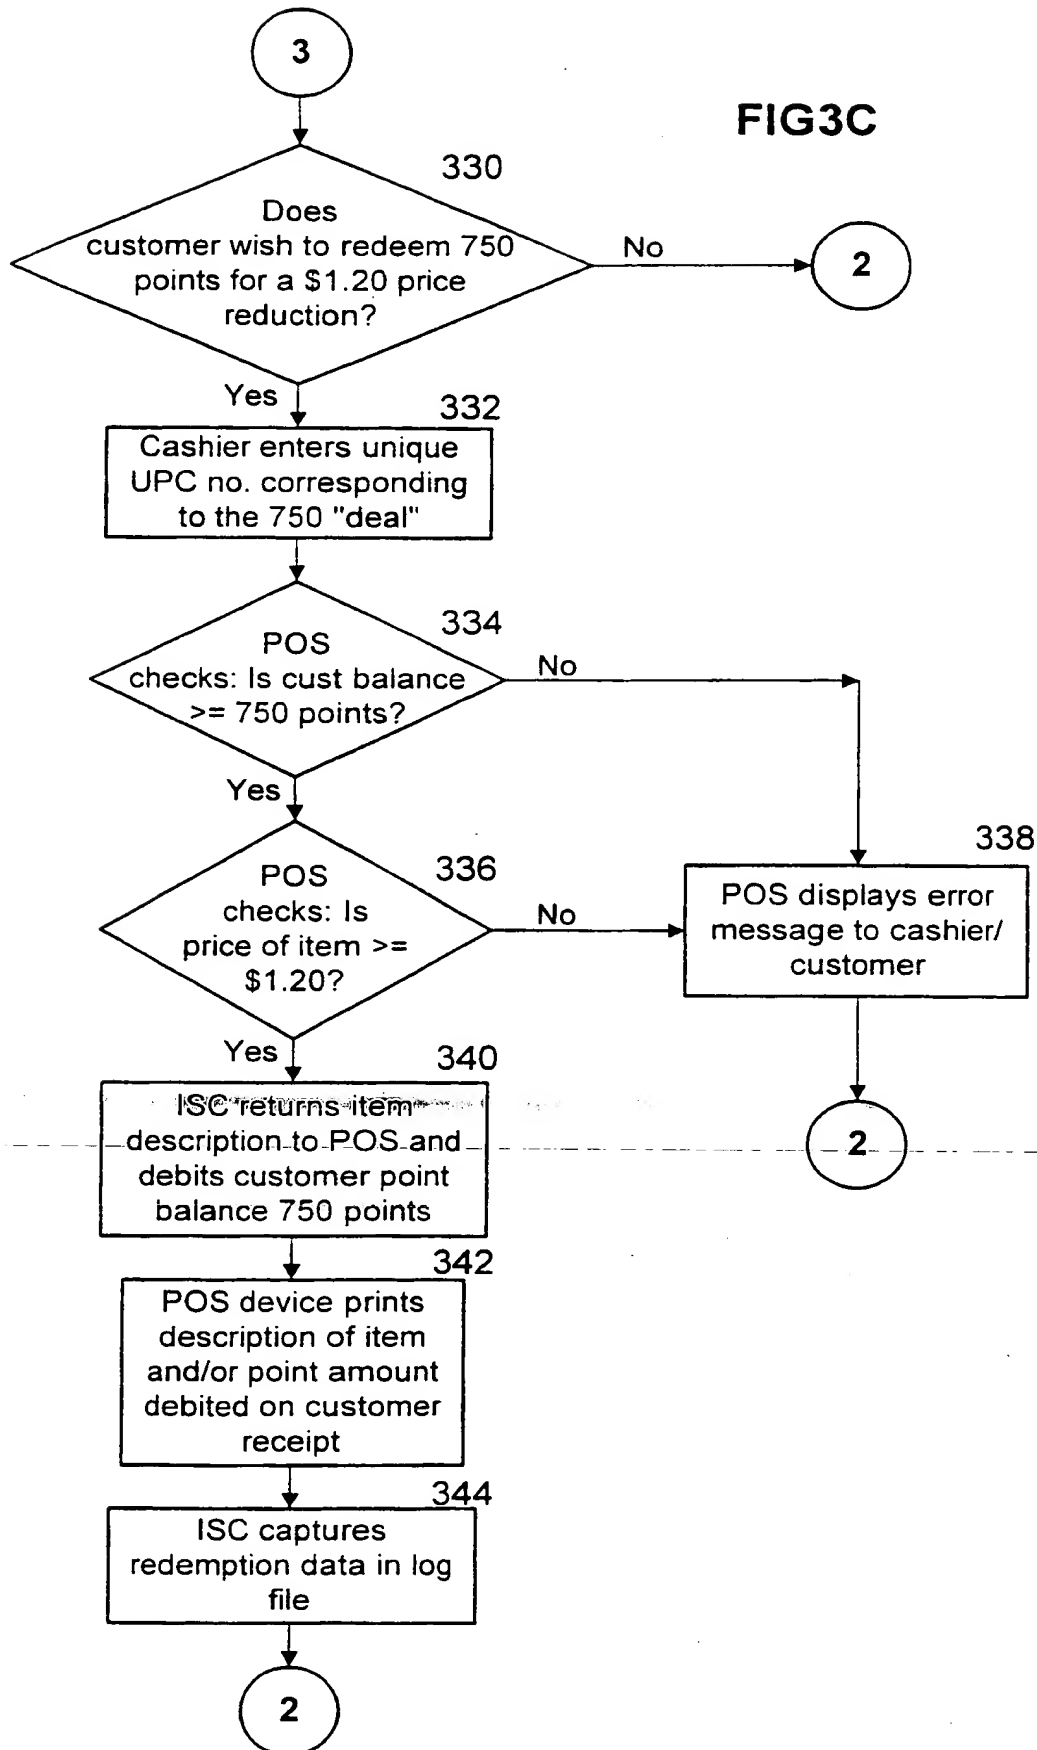 3
FIG3C
330
Does
customer wish to redeem 750
points for a $1.20 price
reduction?
No
2
Yes
332
Cashier enters unique
UPC no. corresponding
to the 750 "deal"
334
POS
checks: Is cust balance
>= 750 points?
No
Yes
336
POS
checks: Is
price of item >=
$1.20?
No
338
POS displays error
message to cashier/
customer
Yes
340
ISC returns item
description to POS and
debits customer point
balance 750 points
2
342
POS device prints
description of item
and/or point amount
debited on customer
receipt
344
ISC captures
redemption data in log
file
2